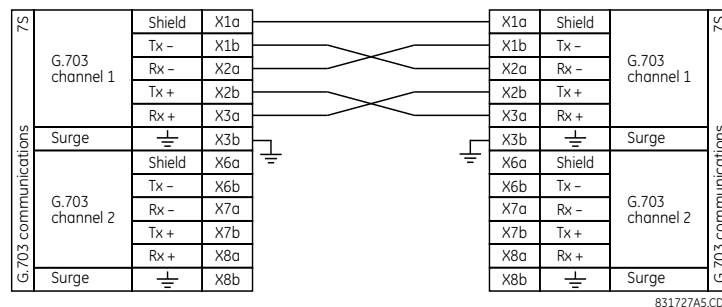 7S
G.703 communications
G.703
channel 1
Shield X1a
Tx – X1b
Rx – X2a
Tx + X2b
Rx + X3a
Surge X3b
G.703
channel 2
Shield X6a
Tx – X6b
Rx – X7a
Tx + X7b
Rx + X8a
Surge X8b
X1a Shield
X1b Tx –
X2a Rx –
X2b Tx +
X3a Rx +
G.703
channel 1
X3b Surge
X6a Shield
X6b Tx –
X7a Rx –
X7b Tx +
X8a Rx +
G.703
channel 2
X8b Surge
7S
G.703 communications
831727A5.CD